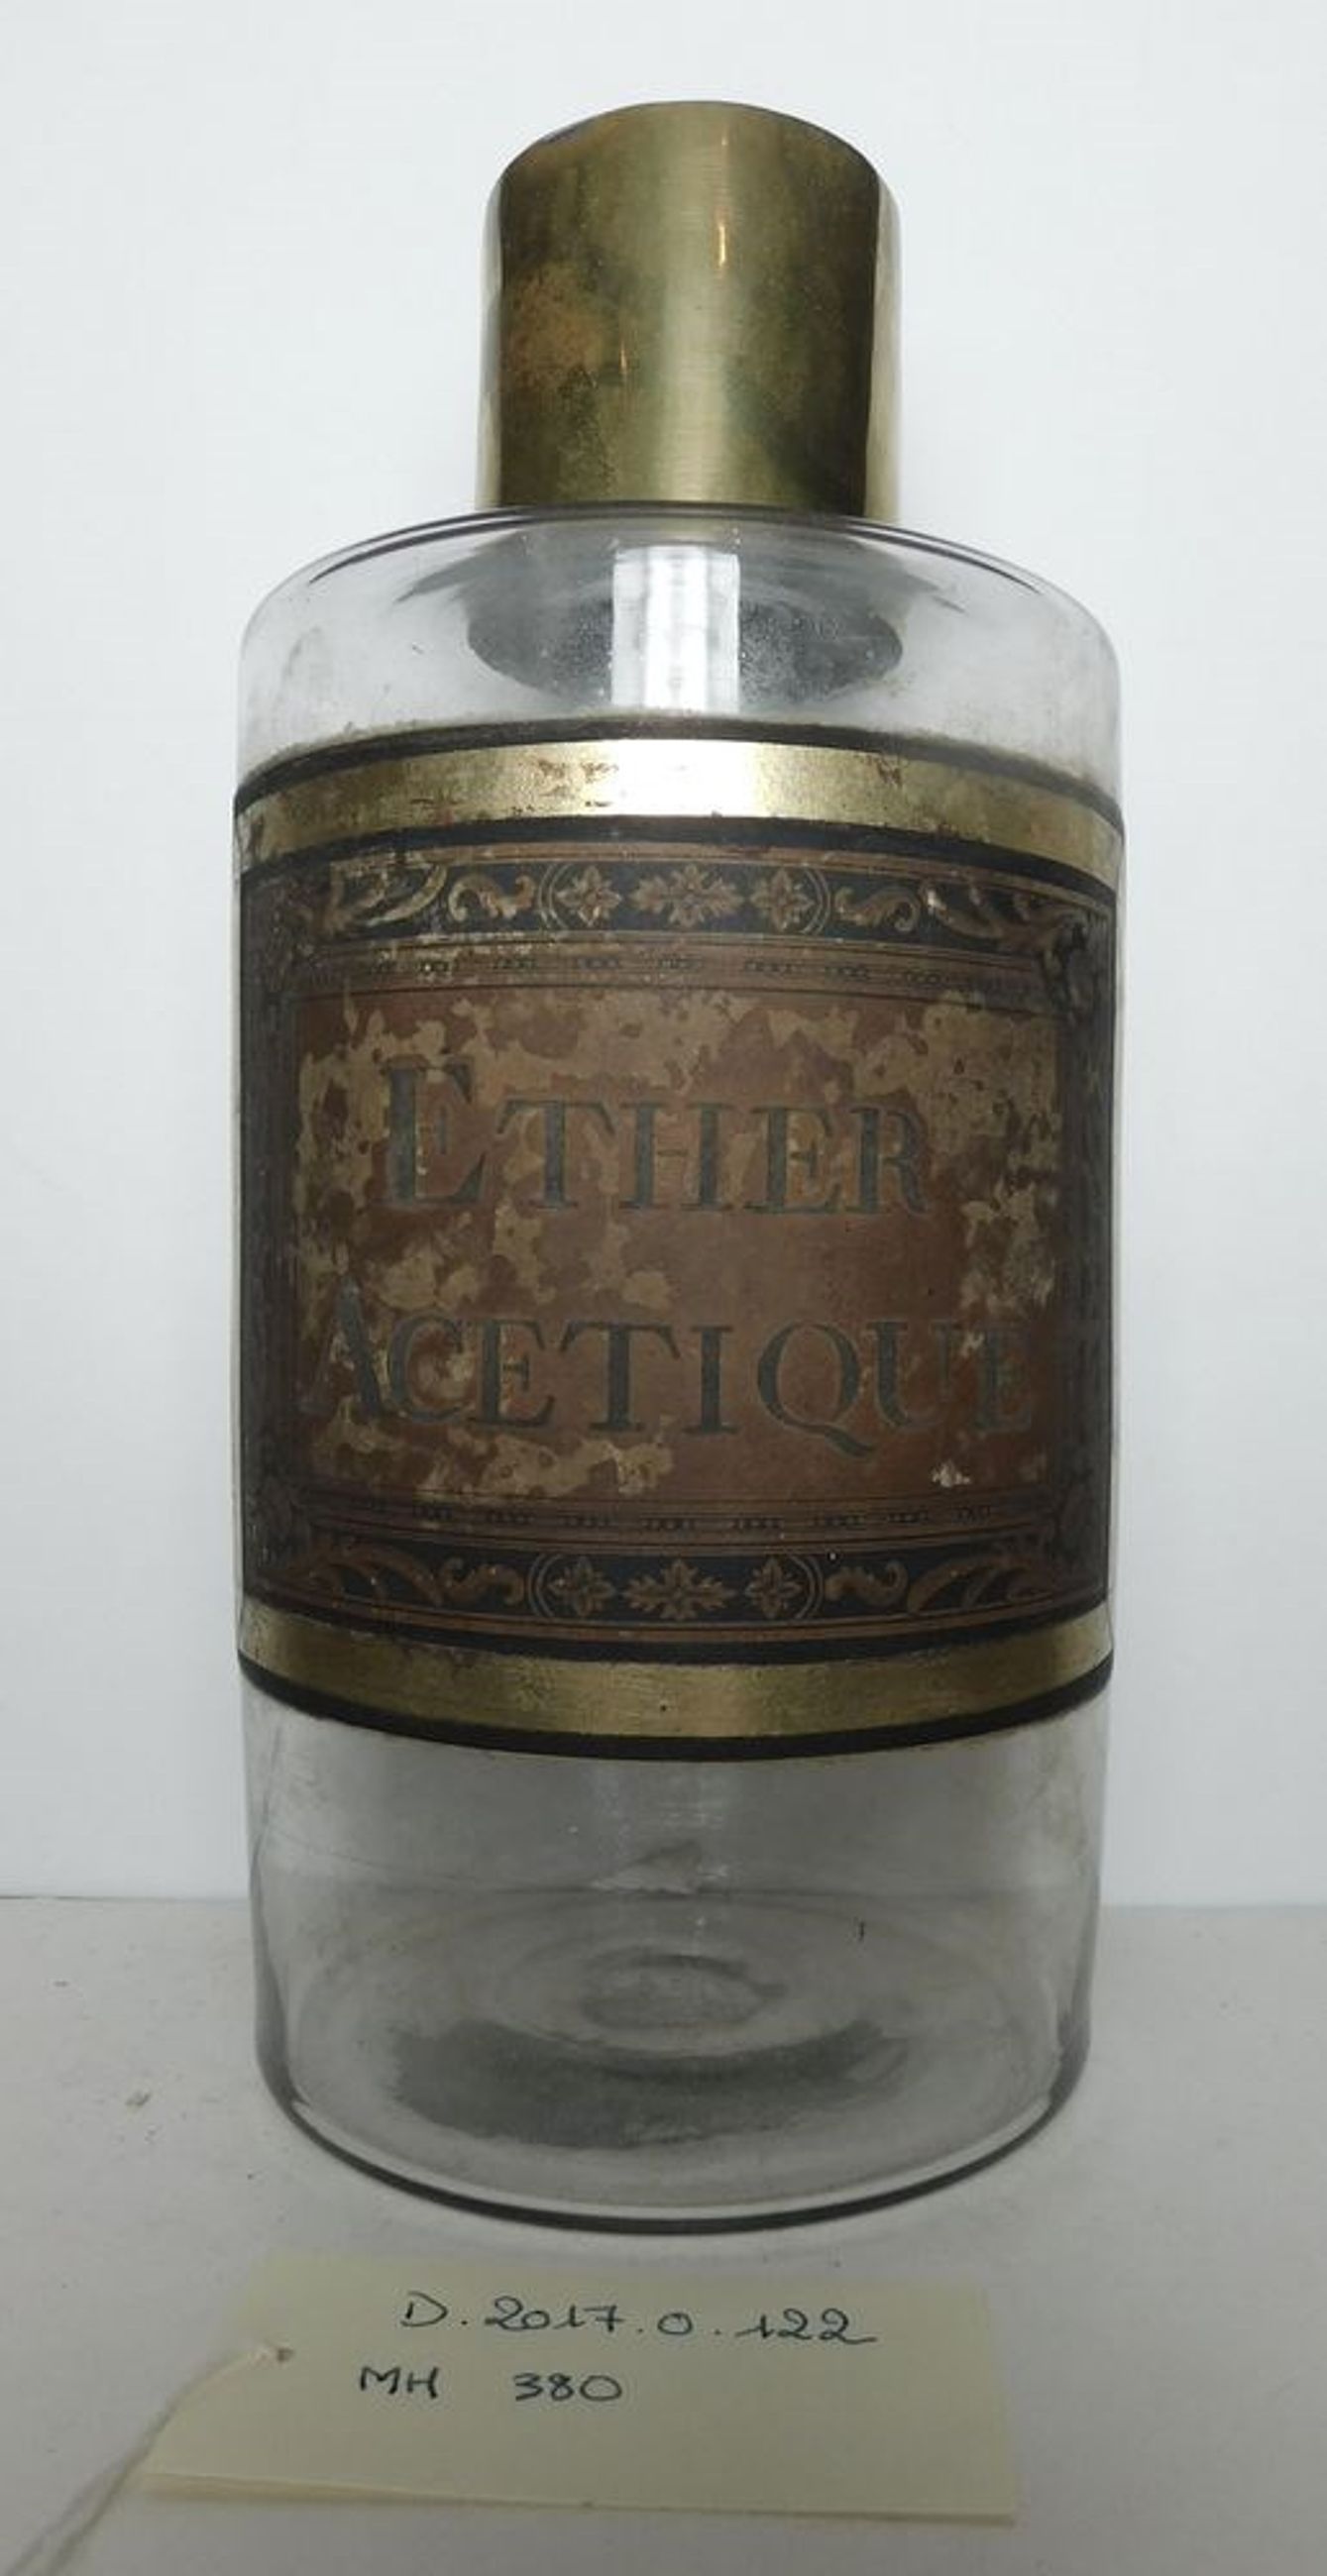 ETHER
ACETIQUE
D.2017.0.122
MH 380